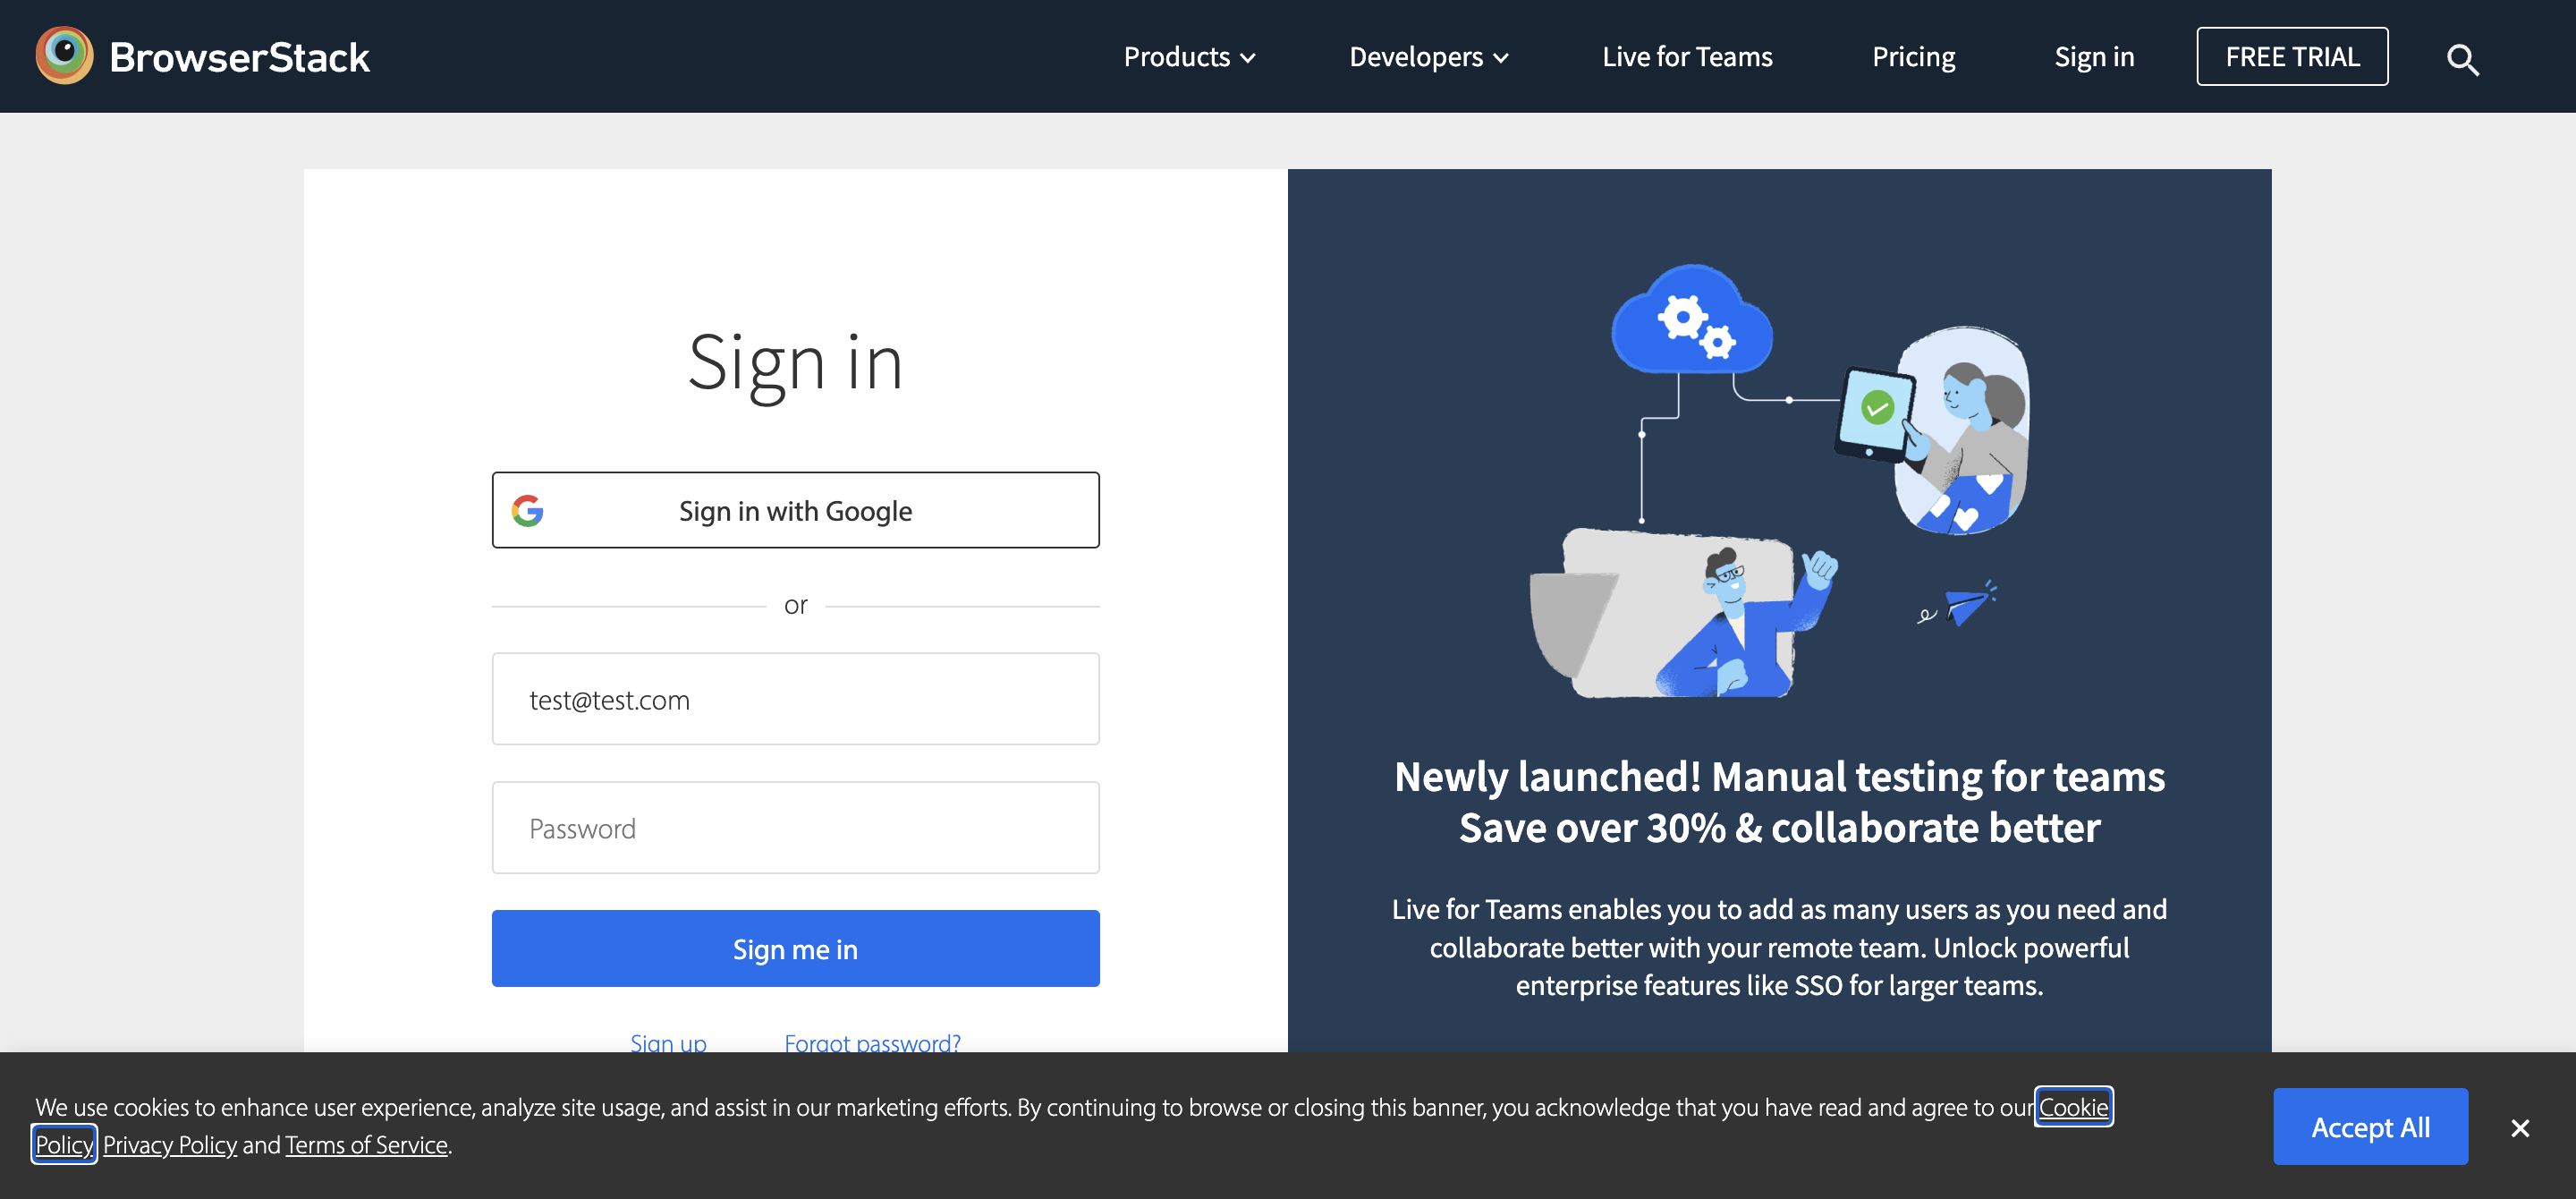 BrowserStack
Products
Developers
Live for Teams
Pricing
Sign in
FREE TRIAL
Sign in
Sign in with Google
or
test@test.com
Password
Sign me in
Sign up
Forgot password?
Newly launched! Manual testing for teams
Save over 30% & collaborate better
Live for Teams enables you to add as many users as you need and
collaborate better with your remote team. Unlock powerful
enterprise features like SSO for larger teams.
We use cookies to enhance user experience, analyze site usage, and assist in our marketing efforts. By continuing to browse or closing this banner, you acknowledge that you have read and agree to our Cookie
Policy Privacy Policy and Terms of Service.
Accept All